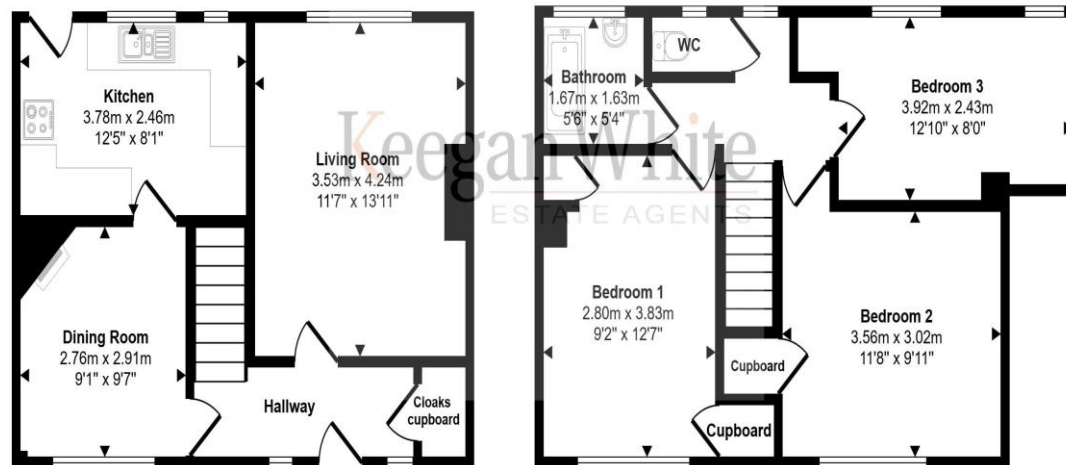 Kitchen
3.78m x 2.46m
12'5" x 8'1"
Living Room
3.53m x 4.24m
11'7" x 13'11"
Dining Room
2.76m x 2.91m
9'1" x 9'7"
Hallway
Cloaks
cupboard
Bathroom
1.67m x 1.63m
5'6" x 5'4"
WC
Bedroom 3
3.92m x 2.43m
12'10" x 8'0"
Bedroom 1
2.80m x 3.83m
9'2" x 12'7"
Bedroom 2
3.56m x 3.02m
11'8" x 9'11"
Cupboard
Cupboard
Keegan White
ESTATE AGENTS